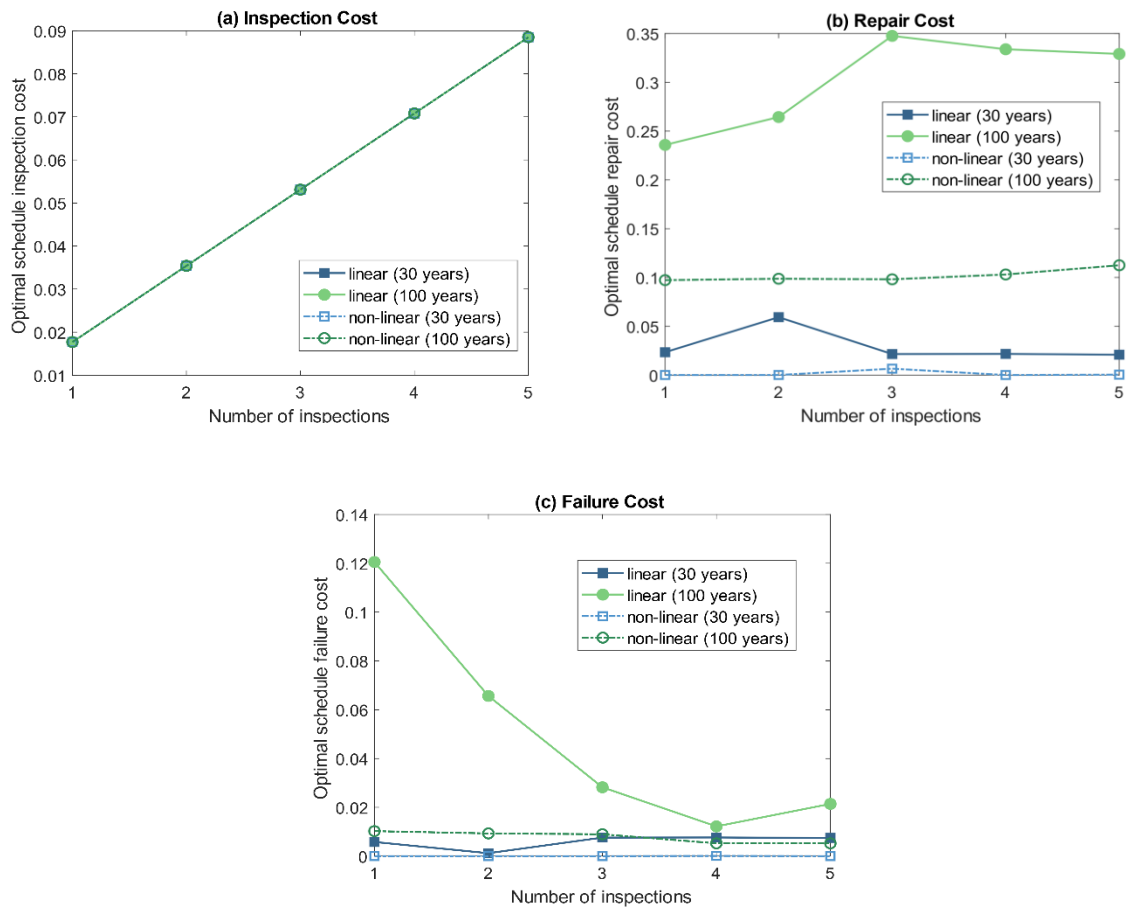 (a) Inspection Cost
Optimal schedule inspection cost
0.09
0.08
0.07
0.06
0.05
0.04
0.03
0.02
0.01
linear (30 years)
linear (100 years)
non-linear (30 years)
non-linear (100 years)
1 2 3 4 5
Number of inspections
(b) Repair Cost
Optimal schedule repair cost
0.35
0.3
0.25
0.2
0.15
0.1
0.05
0
linear (30 years)
linear (100 years)
non-linear (30 years)
non-linear (100 years)
1 2 3 4 5
Number of inspections
(c) Failure Cost
Optimal schedule failure cost
0.14
0.12
0.1
0.08
0.06
0.04
0.02
0
linear (30 years)
linear (100 years)
non-linear (30 years)
non-linear (100 years)
1 2 3 4 5
Number of inspections